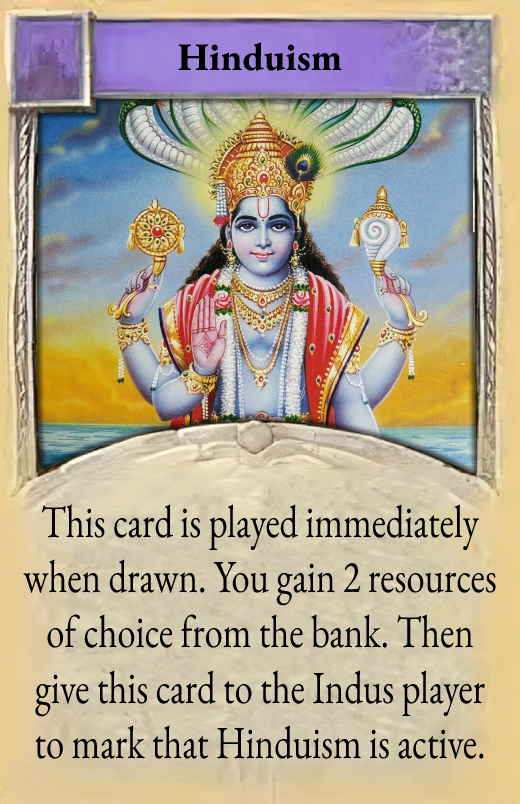 Hinduism
This card is played immediately
when drawn. You gain 2 resources
of choice from the bank. Then
give this card to the Indus player
to mark that Hinduism is active.